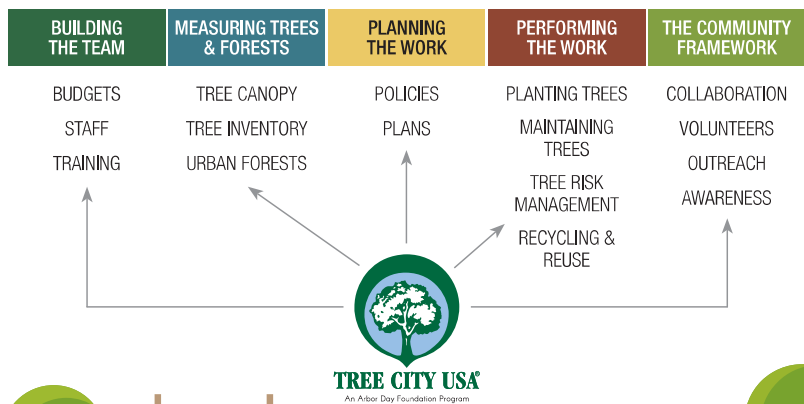 BUILDING
THE TEAM
MEASURING TREES
& FORESTS
PLANNING
THE WORK
PERFORMING
THE WORK
THE COMMUNITY
FRAMEWORK
BUDGETS
STAFF
TRAINING
TREE CANOPY
TREE INVENTORY
URBAN FORESTS
POLICIES
PLANS
PLANTING TREES
MAINTAINING
TREES
TREE RISK
MANAGEMENT
RECYCLING &
REUSE
COLLABORATION
VOLUNTEERS
OUTREACH
AWARENESS
TREE CITY USA®
An Arbor Day Foundation Program